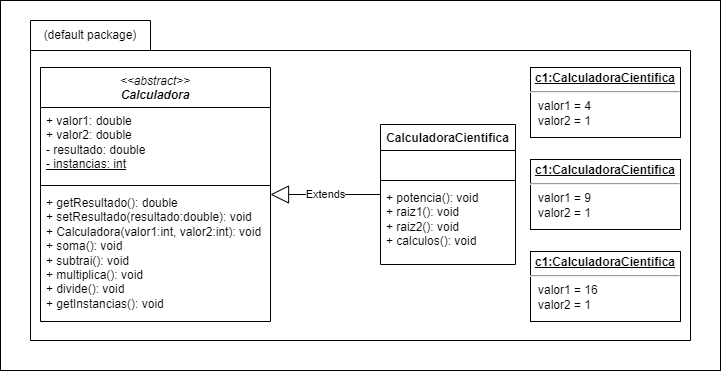 (default package)
<<abstract>>
Calculadora
+ valor1: double
+ valor2: double
- resultado: double
- instancias: int
+ getResultado(): double
+ setResultado(resultado:double): void
+ Calculadora(valor1:int, valor2:int): void
+ soma(): void
+ subtrai(): void
+ multiplica(): void
+ divide(): void
+ getInstancias(): void
Extends
CalculadoraCientifica
+ potencia(): void
+ raiz1(): void
+ raiz2(): void
+ calculos(): void
c1:CalculadoraCientifica
valor1 = 4
valor2 = 1
c1:CalculadoraCientifica
valor1 = 9
valor2 = 1
c1:CalculadoraCientifica
valor1 = 16
valor2 = 1